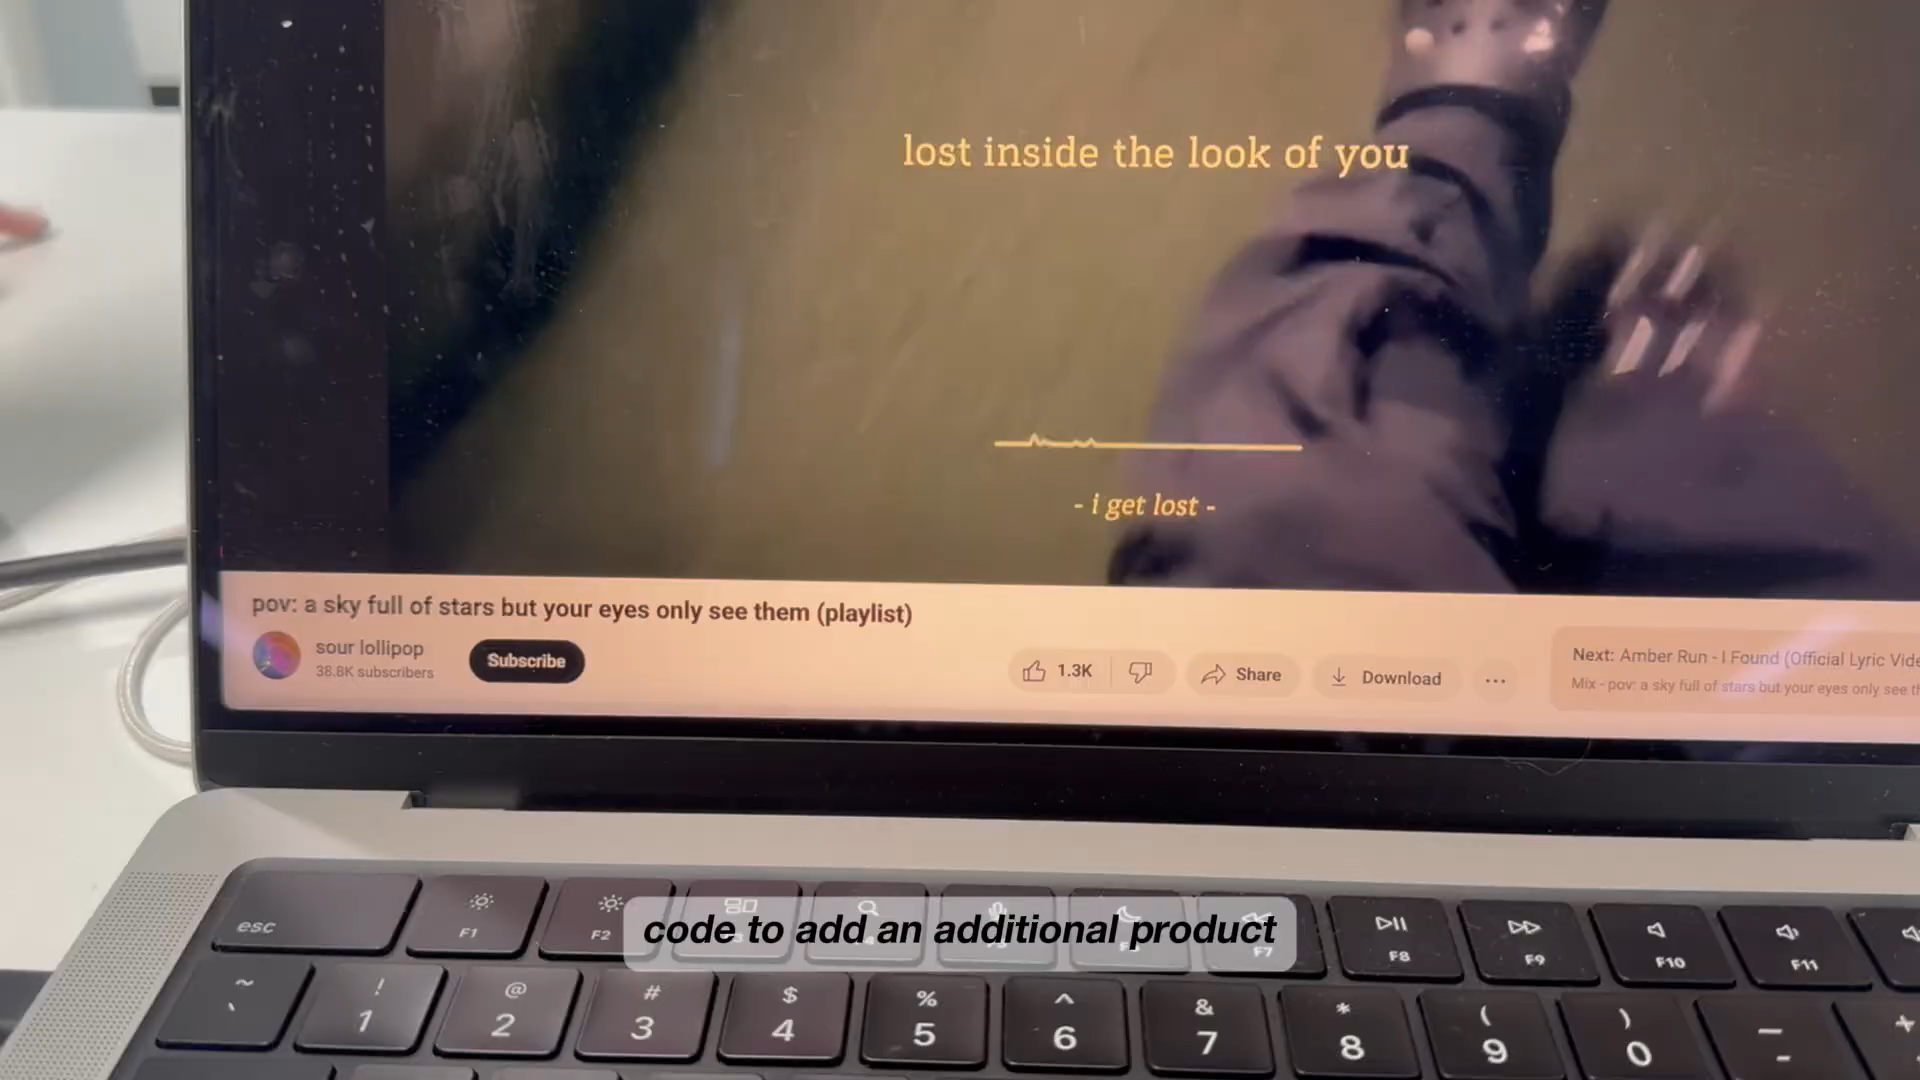 lost inside the look of you
- i get lost -
pov: a sky full of stars but your eyes only see them (playlist)
sour lollipop
38.8K subscribers
Subscribe
1.3K
Share
Download
...
Next: Amber Run - I Found (Official Lyric Vide
Mix - pov: a sky full of stars but your eyes only see th
code to add an additional product
esc
F1
F2
F7
F8
F9
F10
F11
~ `
! 1
@ 2
# 3
$ 4
% 5
^ 6
& 7
* 8
( 9
) 0
_ -
+